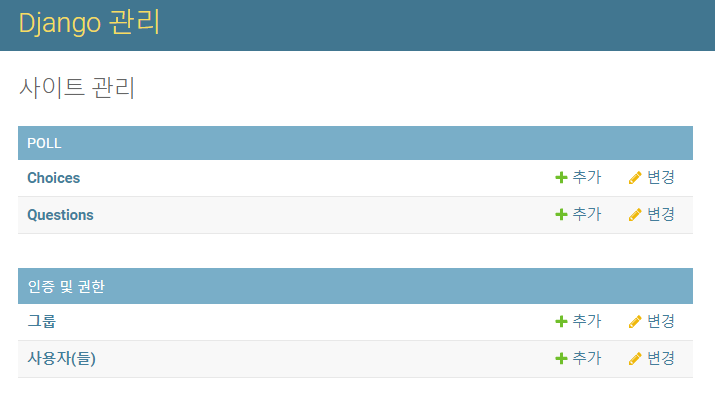 Django 관리
사이트 관리
POLL
Choices 추가 변경
Questions 추가 변경
인증 및 권한
그룹 추가 변경
사용자(들) 추가 변경